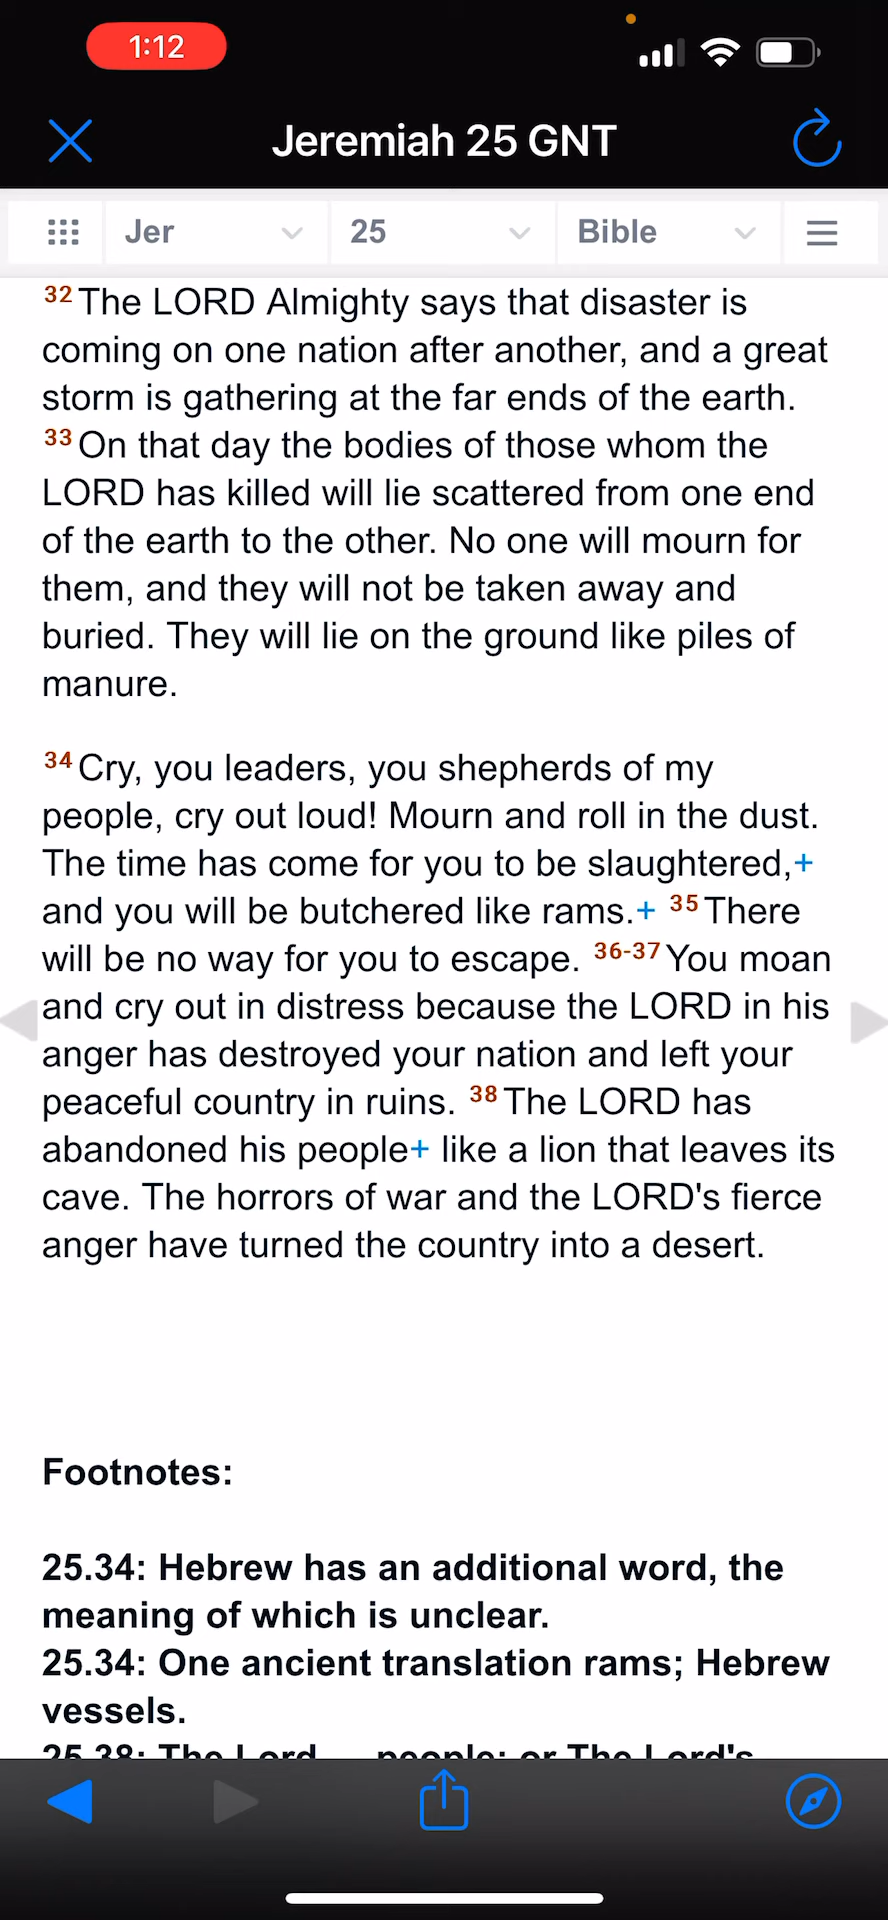 1:12
Jeremiah 25 GNT
Jer 25 Bible
32 The LORD Almighty says that disaster is
coming on one nation after another, and a great
storm is gathering at the far ends of the earth.
33 On that day the bodies of those whom the
LORD has killed will lie scattered from one end
of the earth to the other. No one will mourn for
them, and they will not be taken away and
buried. They will lie on the ground like piles of
manure.
34 Cry, you leaders, you shepherds of my
people, cry out loud! Mourn and roll in the dust.
The time has come for you to be slaughtered,+
and you will be butchered like rams.+ 35 There
will be no way for you to escape. 36-37 You moan
and cry out in distress because the LORD in his
anger has destroyed your nation and left your
peaceful country in ruins. 38 The LORD has
abandoned his people+ like a lion that leaves its
cave. The horrors of war and the LORD's fierce
anger have turned the country into a desert.
Footnotes:
25.34: Hebrew has an additional word, the
meaning of which is unclear.
25.34: One ancient translation rams; Hebrew
vessels.
25.38: The Lord ... people; or The Lord's